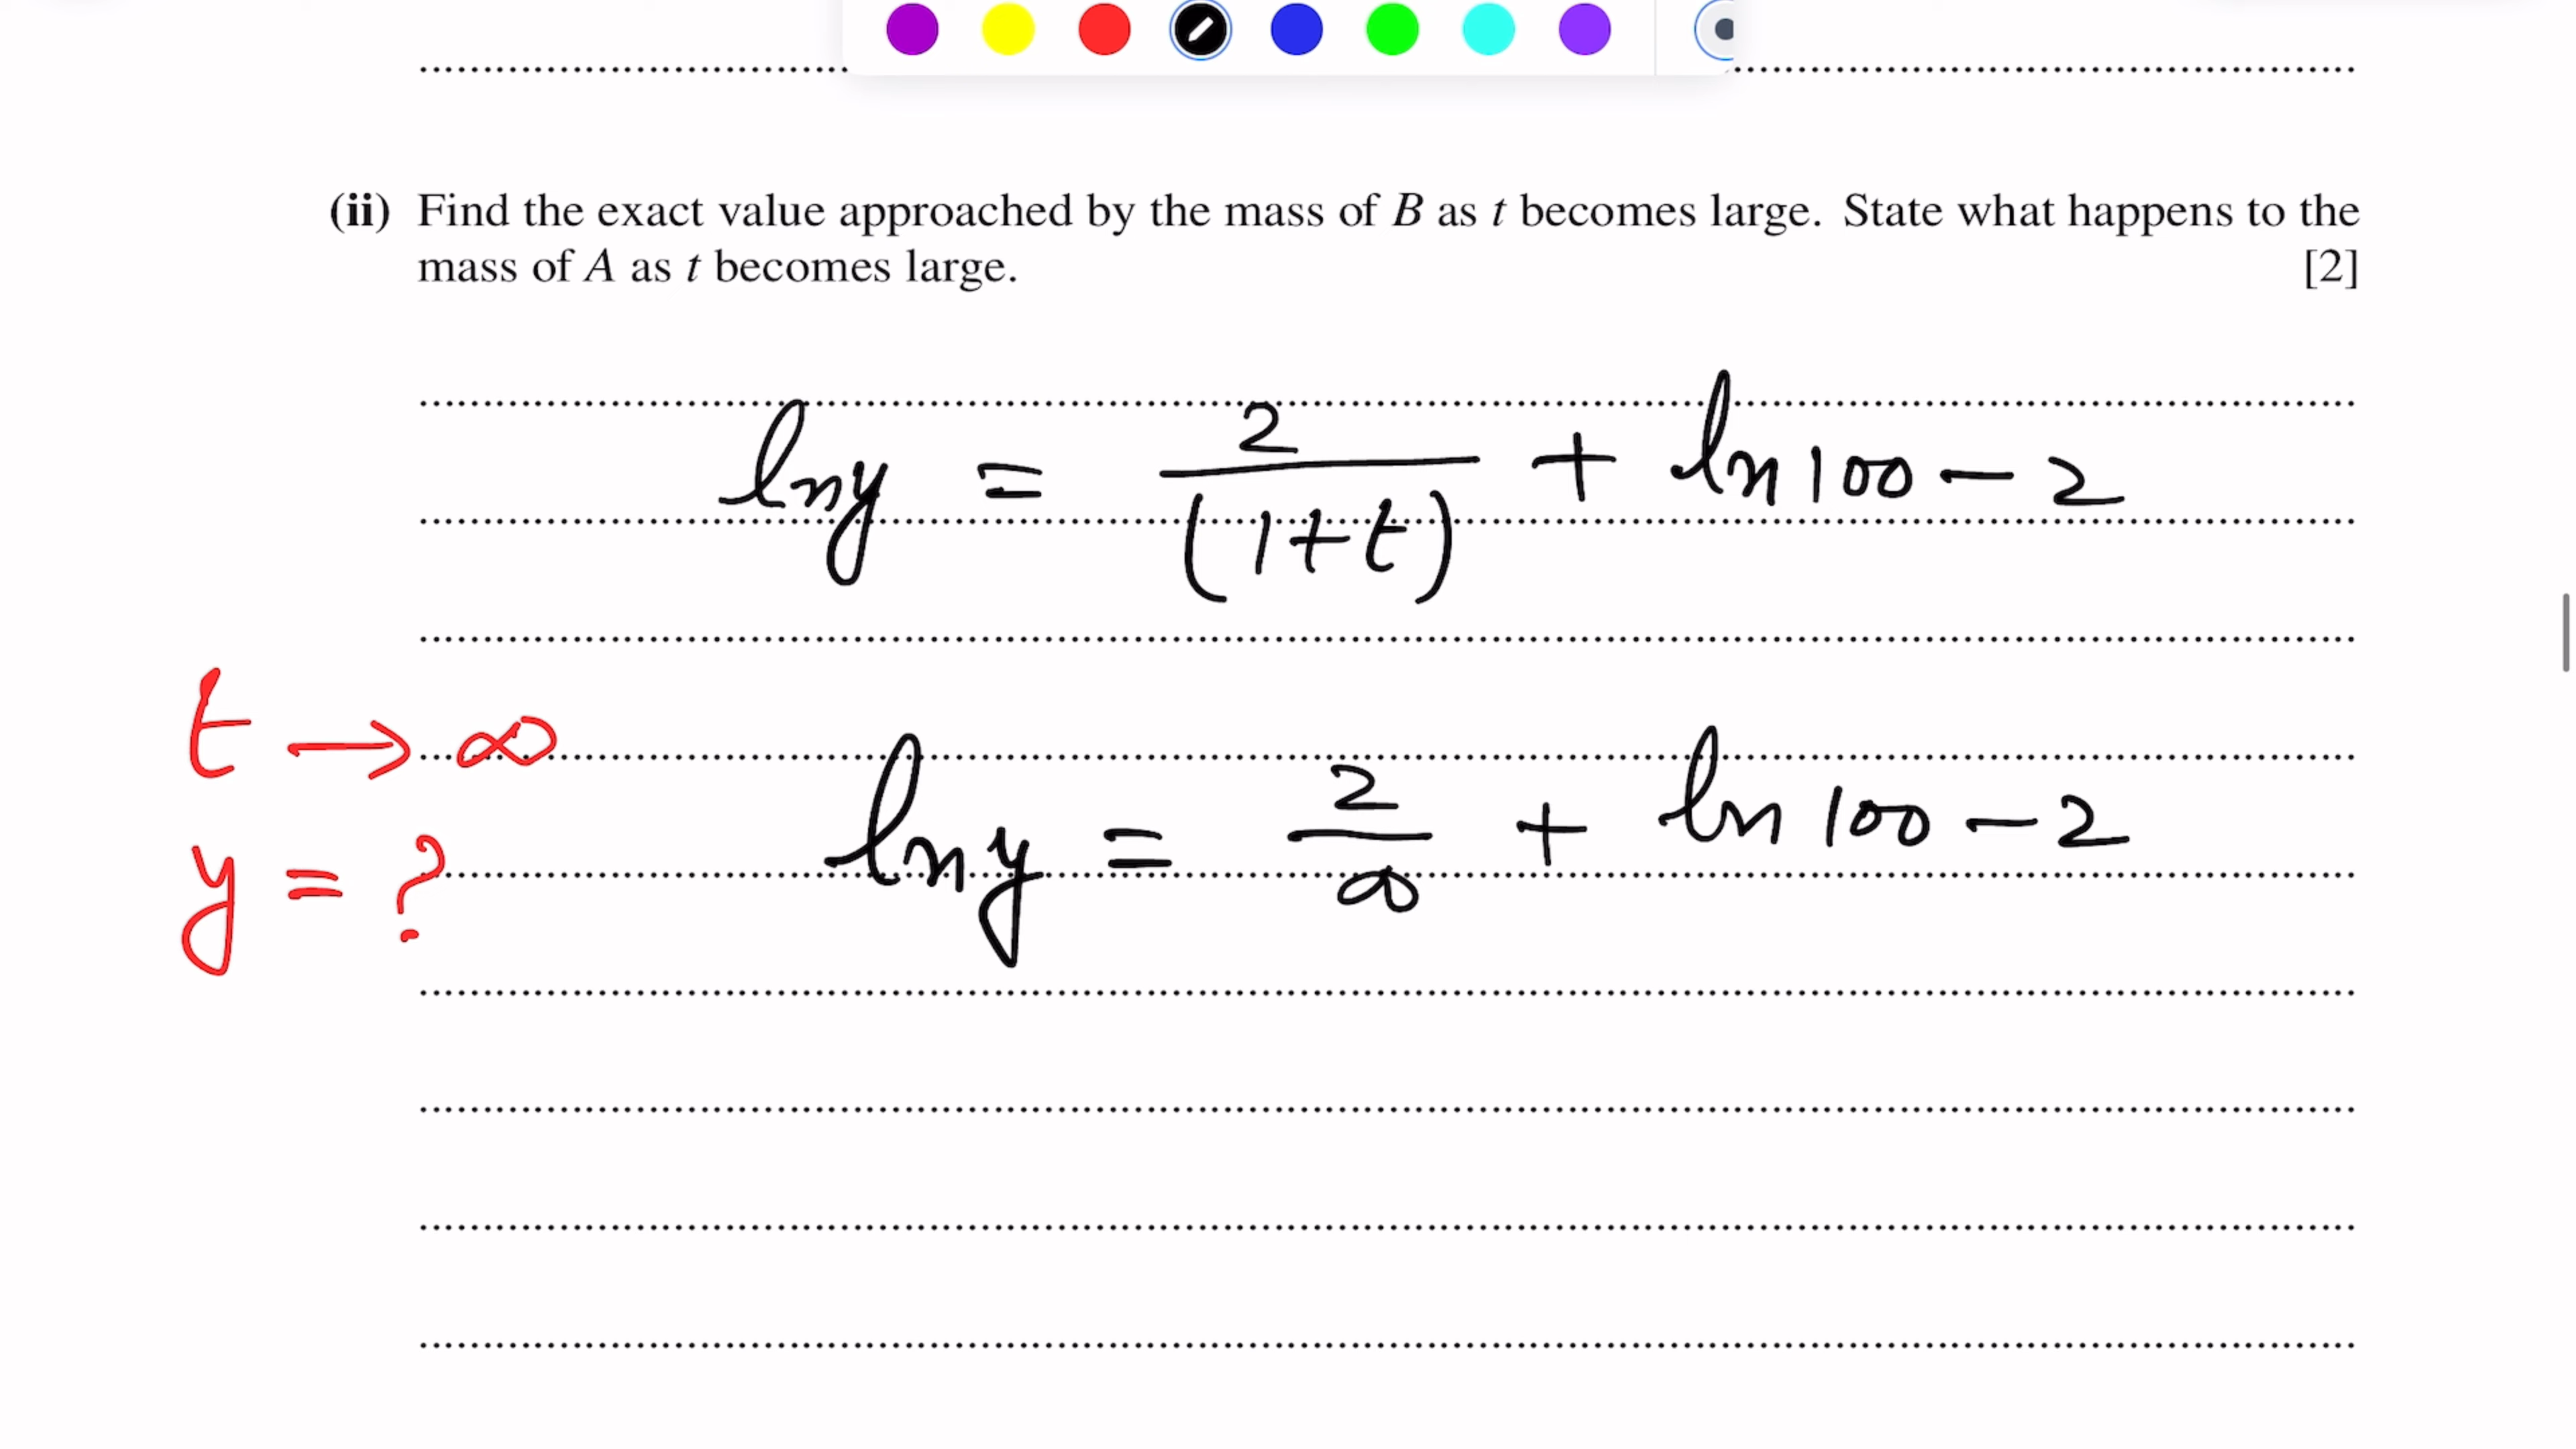 (ii) Find the exact value approached by the mass of B as t becomes large. State what happens to the
mass of A as t becomes large. [2]
ln y = 2/(1+t) + ln 100 − 2
t → ∞
ln y = 2/∞ + ln 100 − 2
y = ?